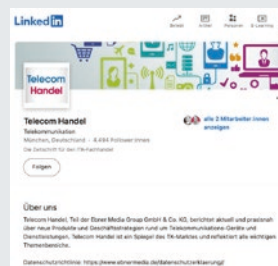 Linkedin
Personen
E-Learning
Telecom
Handel
Telecom Handel
Telekommunikation
München, Deutschland · 8.494 Follower:innen
Die Zeitschrift für den ITK-Fachhandel
alle 2 Mitarbeiter:innen
anzeigen
Folgen
Über uns
Telecom Handel, Teil der Ebner Media Group GmbH & Co. KG, berichtet aktuell und praxisnah
über neue Produkte und Geschäftsstrategien rund um Telekommunikations-Geräte und
Dienstleistungen. Telecom Handel ist ein Spiegel des TK-Marktes und reflektiert alle wichtigen
Themenbereiche.
Datenschutzrichtlinie: https://www.ebnermedia.de/datenschutzerklaerung/